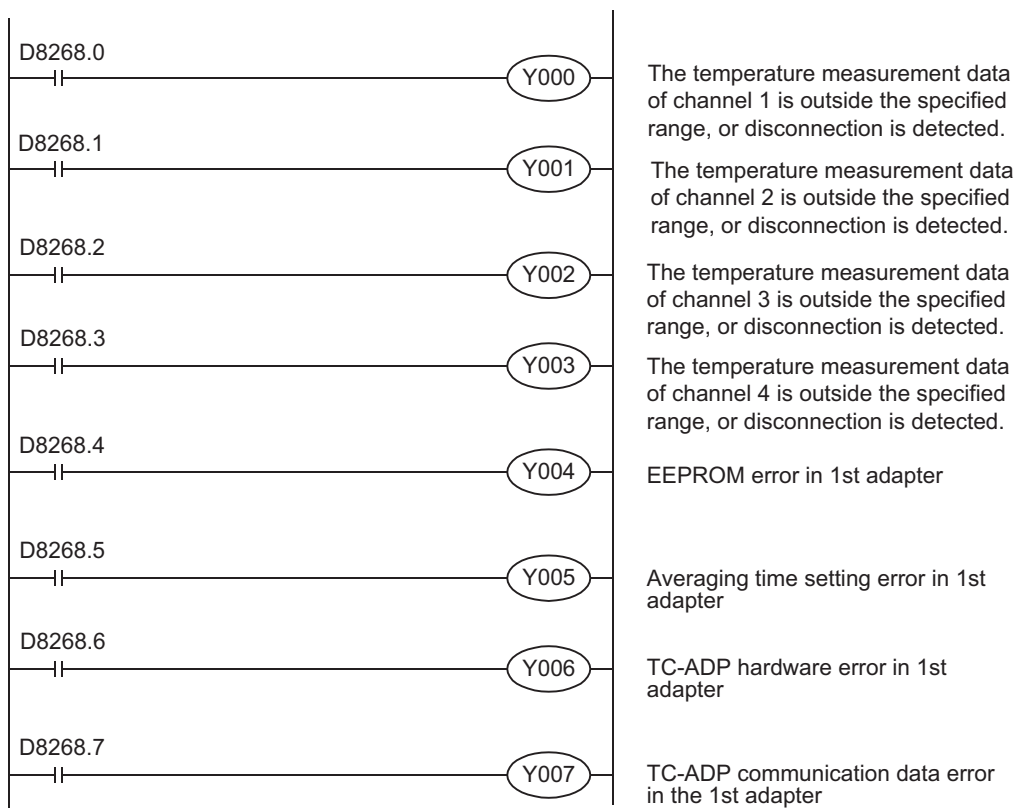 D8268.0
Y000
The temperature measurement data
of channel 1 is outside the specified
range, or disconnection is detected.
D8268.1
Y001
The temperature measurement data
of channel 2 is outside the specified
range, or disconnection is detected.
D8268.2
Y002
The temperature measurement data
of channel 3 is outside the specified
range, or disconnection is detected.
D8268.3
Y003
The temperature measurement data
of channel 4 is outside the specified
range, or disconnection is detected.
D8268.4
Y004
EEPROM error in 1st adapter
D8268.5
Y005
Averaging time setting error in 1st
adapter
D8268.6
Y006
TC-ADP hardware error in 1st
adapter
D8268.7
Y007
TC-ADP communication data error
in the 1st adapter